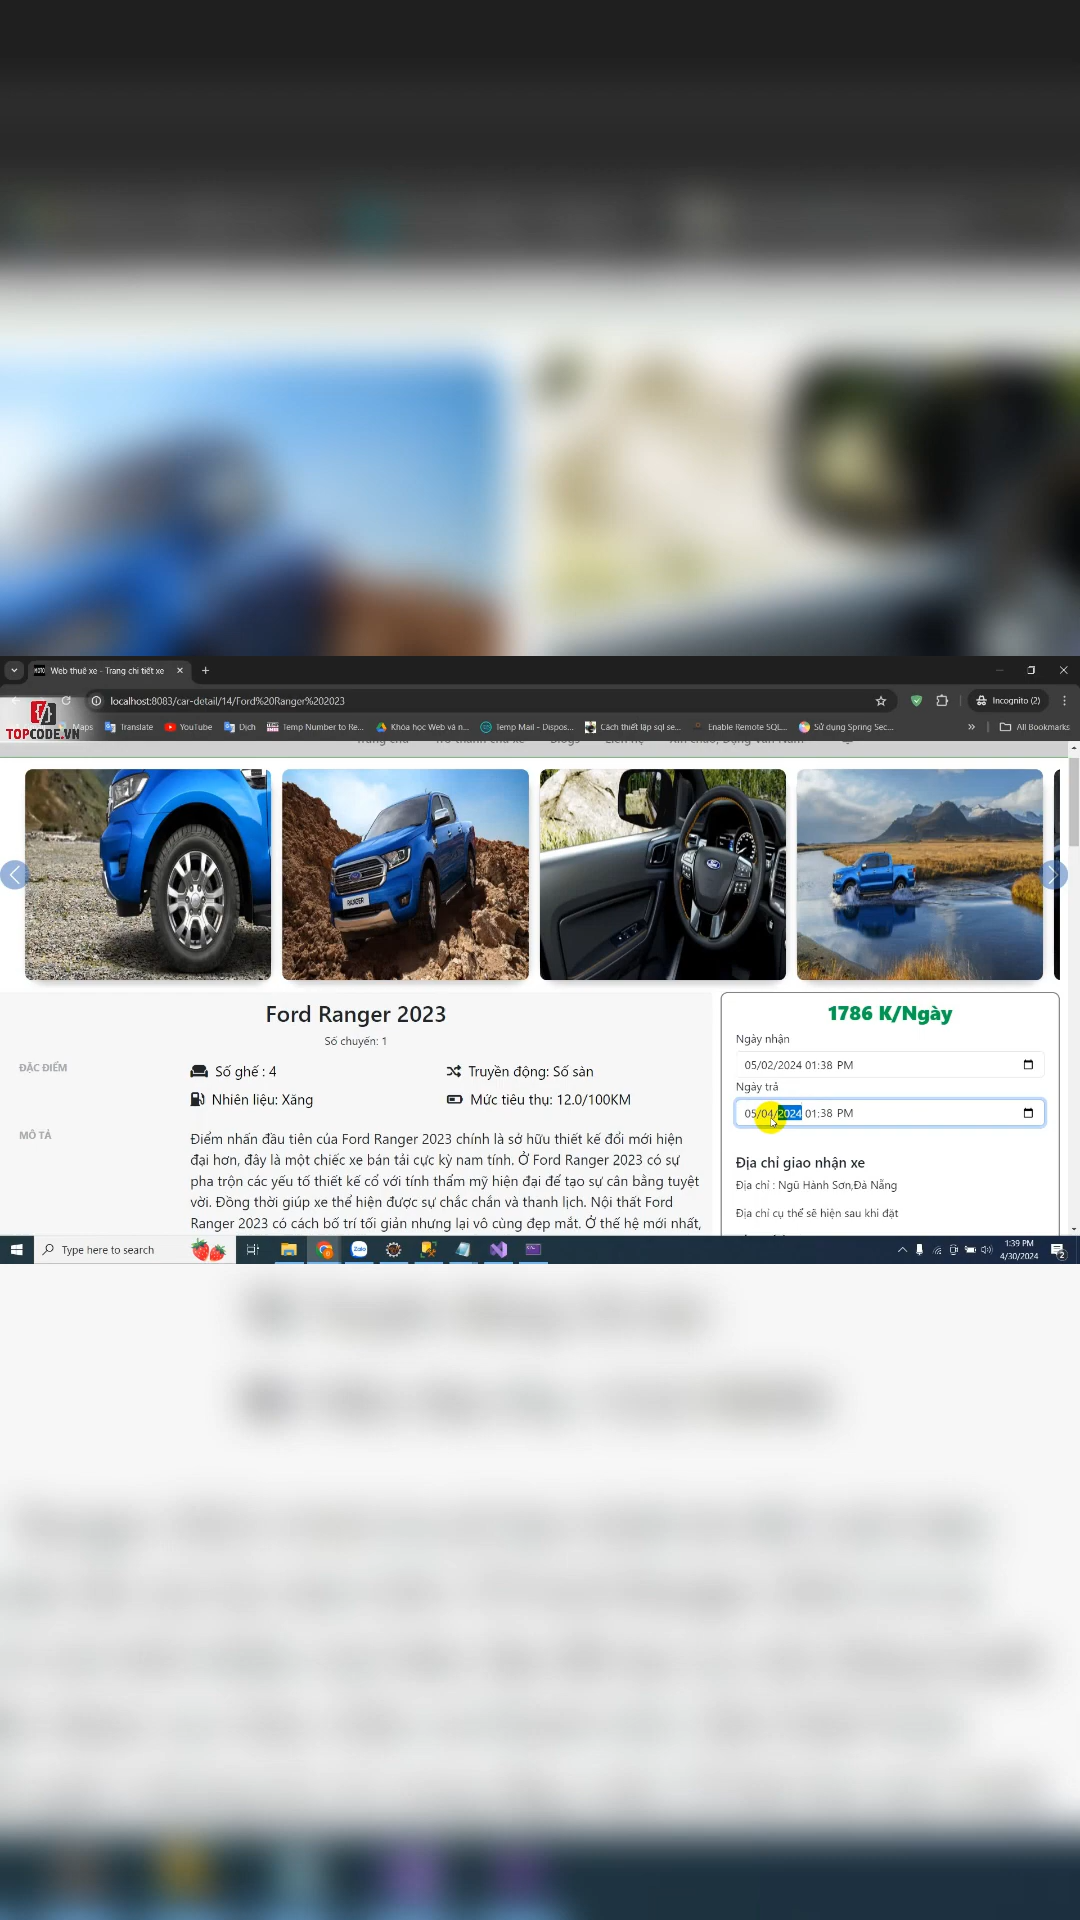 Web thuê xe - Trang chi tiết xe
localhost:8083/car-detail/14/Ford%20Ranger%202023
Incognito (2)
Maps
Translate
YouTube
Dịch
Temp Number to Re...
Khóa học Web và n...
Temp Mail - Dispos...
Cách thiết lập sql se...
Enable Remote SQL...
Sử dụng Spring Sec...
»
All Bookmarks
TOPCODE.VN
RANGER
Ford Ranger 2023
Số chuyến: 1
ĐẶC ĐIỂM
Số ghế : 4
Truyền động: Số sàn
Nhiên liệu: Xăng
Mức tiêu thụ: 12.0/100KM
MÔ TẢ
Điểm nhấn đầu tiên của Ford Ranger 2023 chính là sở hữu thiết kế đổi mới hiện
đại hơn, đây là một chiếc xe bán tải cực kỳ nam tính. Ở Ford Ranger 2023 có sự
pha trộn các yếu tố thiết kế cổ với tính thẩm mỹ hiện đại để tạo sự cân bằng tuyệt
vời. Đồng thời giúp xe thể hiện được sự chắc chắn và thanh lịch. Nội thất Ford
Ranger 2023 có cách bố trí tối giản nhưng lại vô cùng đẹp mắt. Ở thế hệ mới nhất,
1786 K/Ngày
Ngày nhận
05/02/2024 01:38 PM
Ngày trả
05/04/2024 01:38 PM
Địa chỉ giao nhận xe
Địa chỉ : Ngũ Hành Sơn,Đà Nẵng
Địa chỉ cụ thể sẽ hiện sau khi đặt
Type here to search
Zalo
1:39 PM
4/30/2024
2